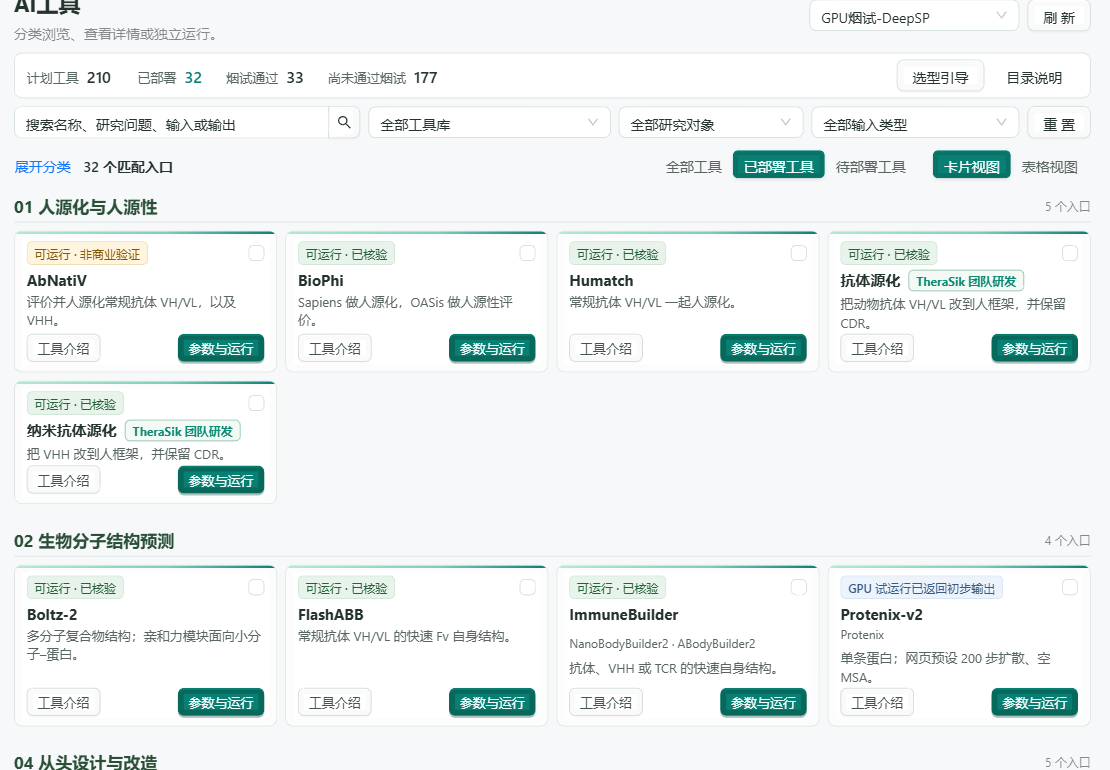 AI工具
GPU烟试-DeepSP
刷 新
分类浏览、查看详情或独立运行。
计划工具 210 已部署 32 烟试通过 33 尚未通过烟试 177
选型引导 目录说明
搜索名称、研究问题、输入或输出
全部工具库
全部研究对象
全部输入类型
重 置
展开分类 32 个匹配入口
全部工具 已部署工具 待部署工具 卡片视图 表格视图
01 人源化与人源性
5 个入口
可运行 · 非商业验证
AbNatiV
评价并人源化常规抗体 VH/VL，以及
VHH。
工具介绍 参数与运行
可运行 · 已核验
BioPhi
Sapiens 做人源化，OASis 做人源性评
价。
工具介绍 参数与运行
可运行 · 已核验
Humatch
常规抗体 VH/VL 一起人源化。
工具介绍 参数与运行
可运行 · 已核验
抗体源化 TheraSik 团队研发
把动物抗体 VH/VL 改到人框架，并保留
CDR。
工具介绍 参数与运行
可运行 · 已核验
纳米抗体源化 TheraSik 团队研发
把 VHH 改到人框架，并保留 CDR。
工具介绍 参数与运行
02 生物分子结构预测
4 个入口
可运行 · 已核验
Boltz-2
多分子复合物结构；亲和力模块面向小分
子–蛋白。
工具介绍 参数与运行
可运行 · 已核验
FlashABB
常规抗体 VH/VL 的快速 Fv 自身结构。
工具介绍 参数与运行
可运行 · 已核验
ImmuneBuilder
NanoBodyBuilder2 · ABodyBuilder2
抗体、VHH 或 TCR 的快速自身结构。
工具介绍 参数与运行
GPU 试运行已返回初步输出
Protenix-v2
Protenix
单条蛋白；网页预设 200 步扩散、空
MSA。
工具介绍 参数与运行
04 从头设计与改造
5 个入口